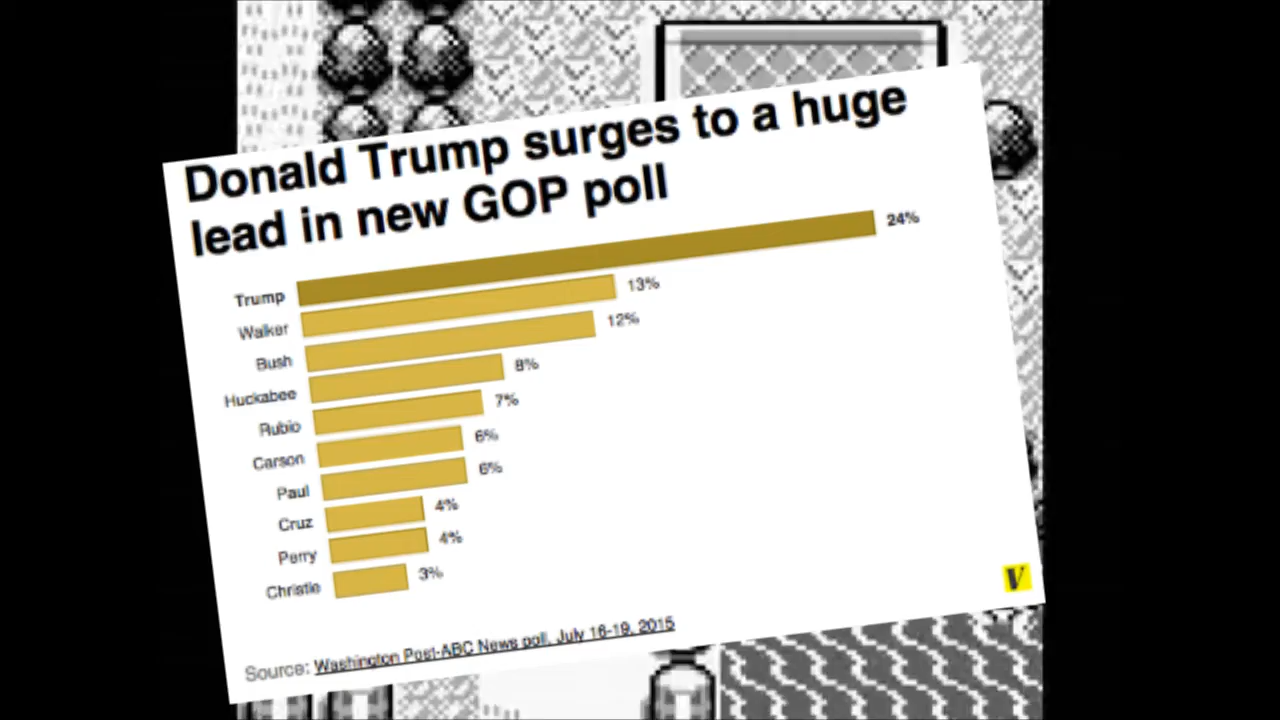 Donald Trump surges to a huge
lead in new GOP poll
Trump 24%
Walker 13%
Bush 12%
Huckabee 8%
Rubio 7%
Carson 6%
Paul 6%
Cruz 4%
Perry 4%
Christie 3%
V
Source: Washington Post-ABC News poll, July 16-19, 2015